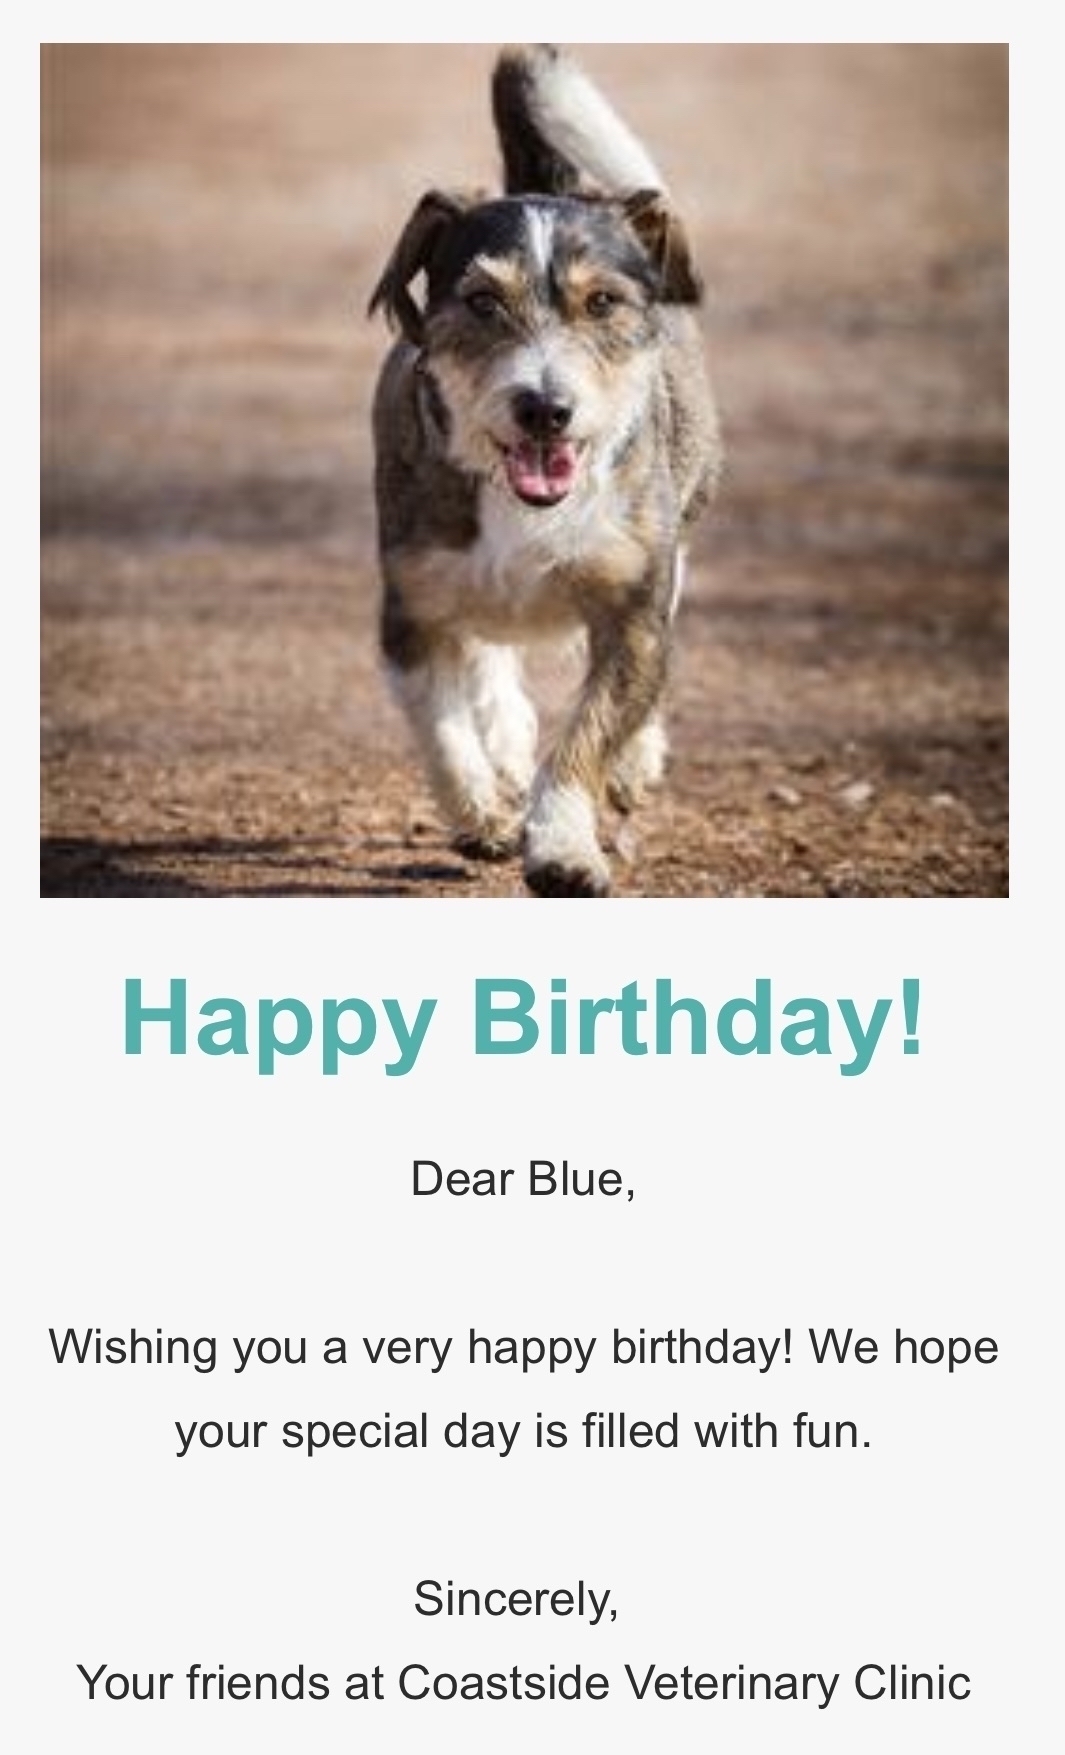 Happy Birthday!
Dear Blue,
Wishing you a very happy birthday! We hope
your special day is filled with fun.
Sincerely,
Your friends at Coastside Veterinary Clinic